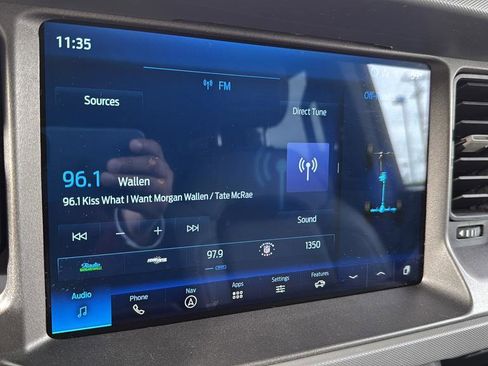 11:35
FM
Sources
Direct Tune
96.1 Wallen
96.1 Kiss What I Want Morgan Wallen / Tate McRae
Sound
97.9
1350
Audio
Phone
Nav
Apps
Settings
Features